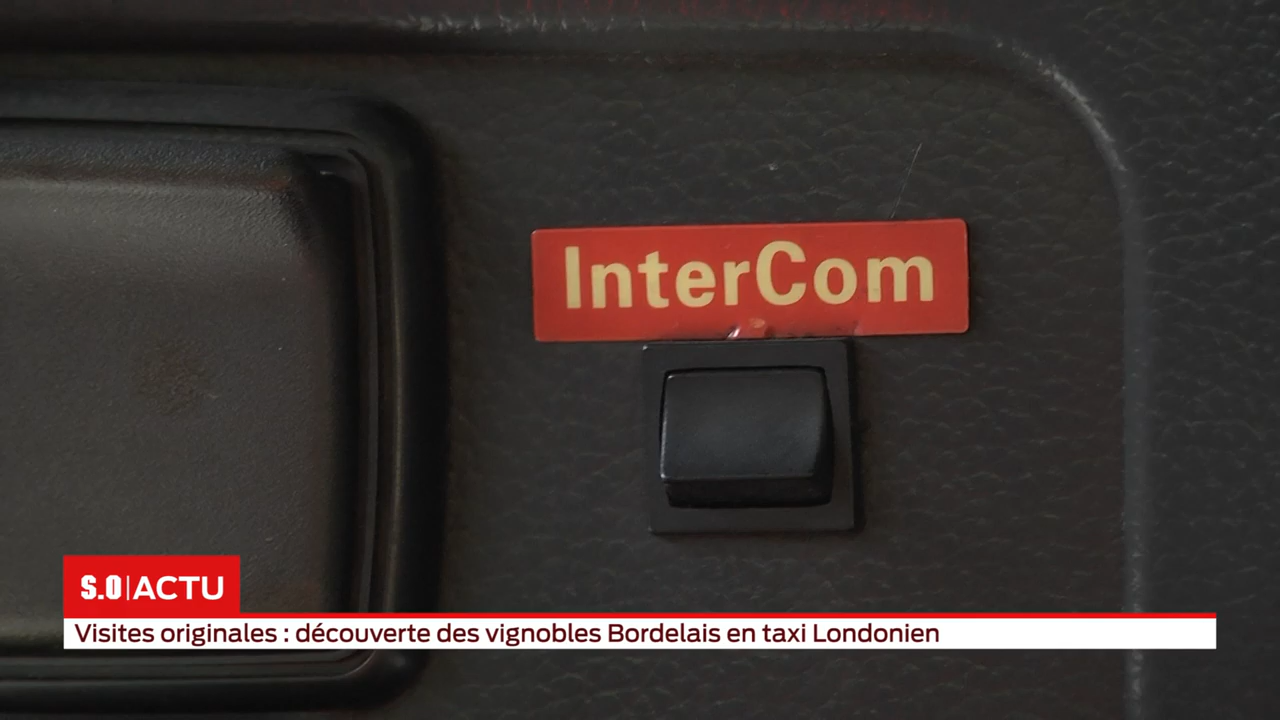 InterCom
S.O|ACTU
Visites originales : découverte des vignobles Bordelais en taxi Londonien